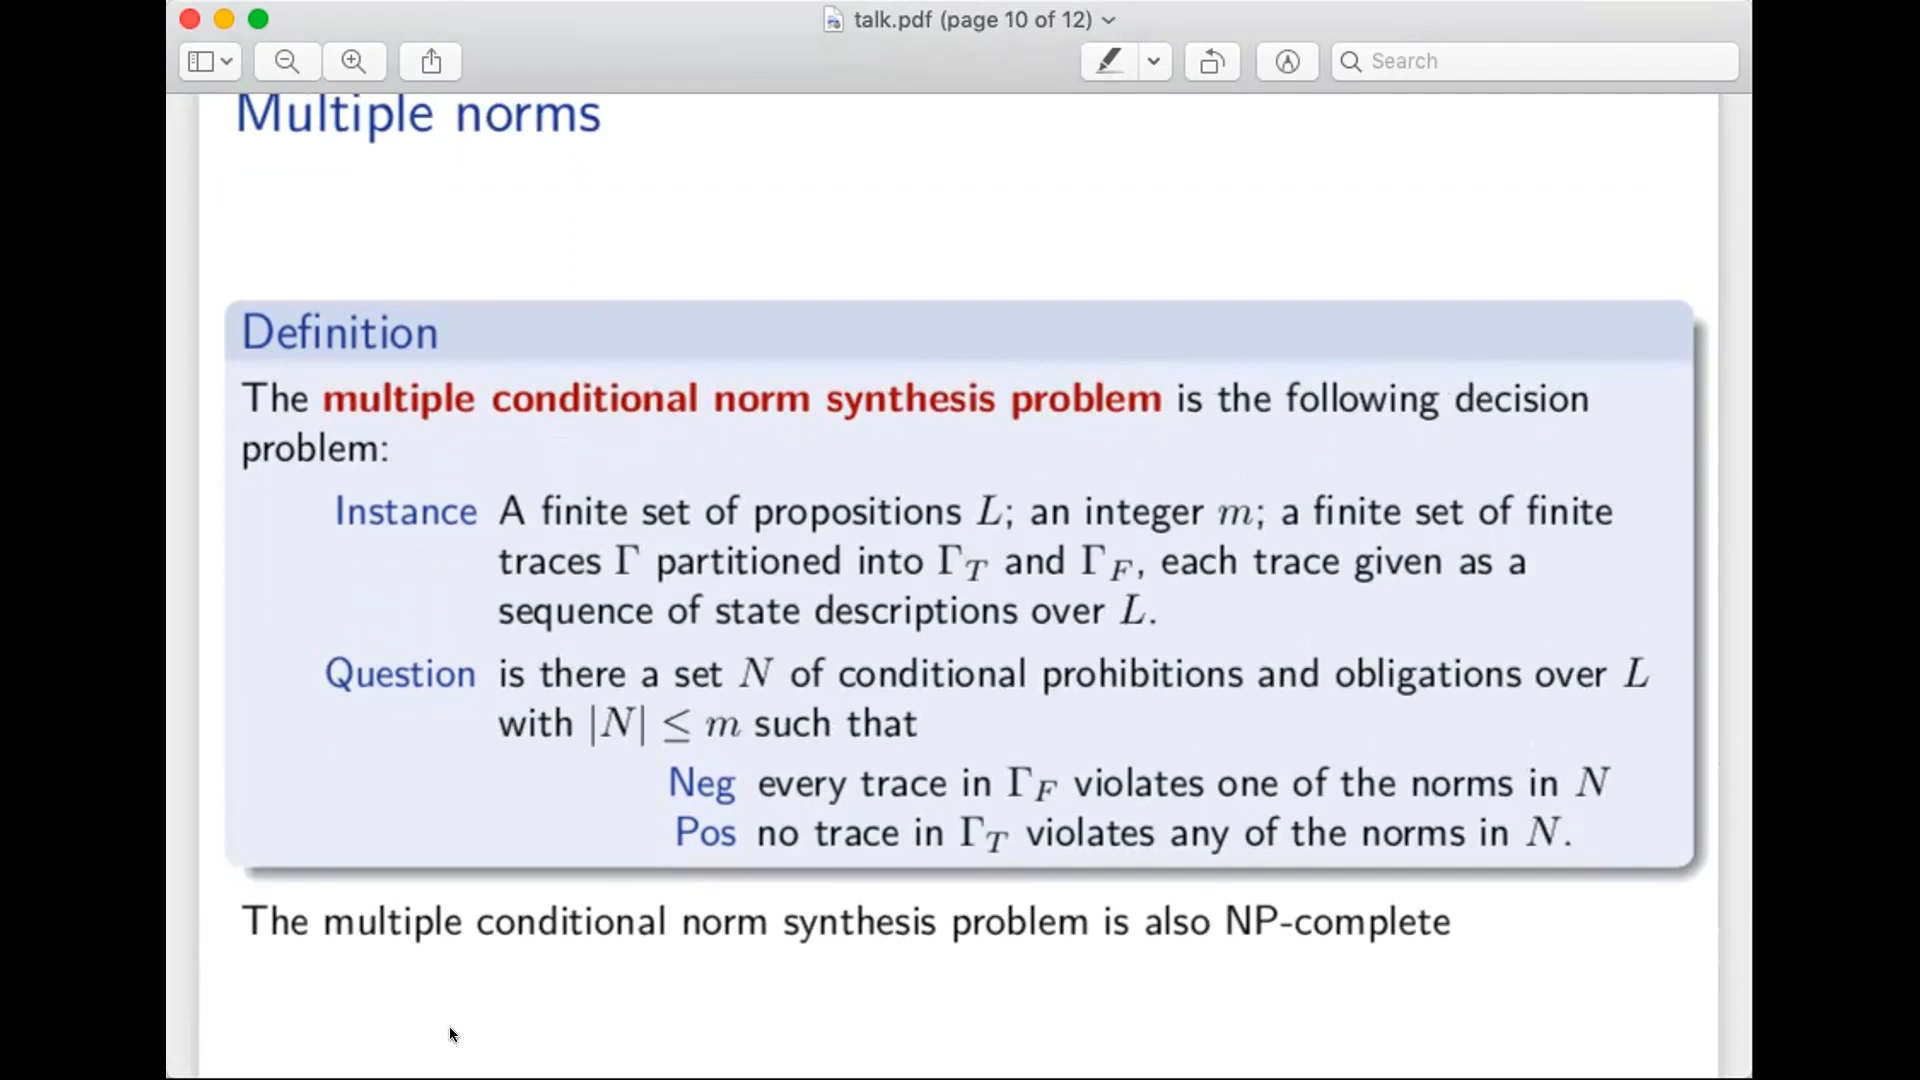 talk.pdf (page 10 of 12)
Search
Multiple norms
Definition
The multiple conditional norm synthesis problem is the following decision
problem:
Instance A finite set of propositions L; an integer m; a finite set of finite
traces Γ partitioned into Γ_T and Γ_F, each trace given as a
sequence of state descriptions over L.
Question is there a set N of conditional prohibitions and obligations over L
with |N| ≤ m such that
Neg every trace in Γ_F violates one of the norms in N
Pos no trace in Γ_T violates any of the norms in N.
The multiple conditional norm synthesis problem is also NP-complete